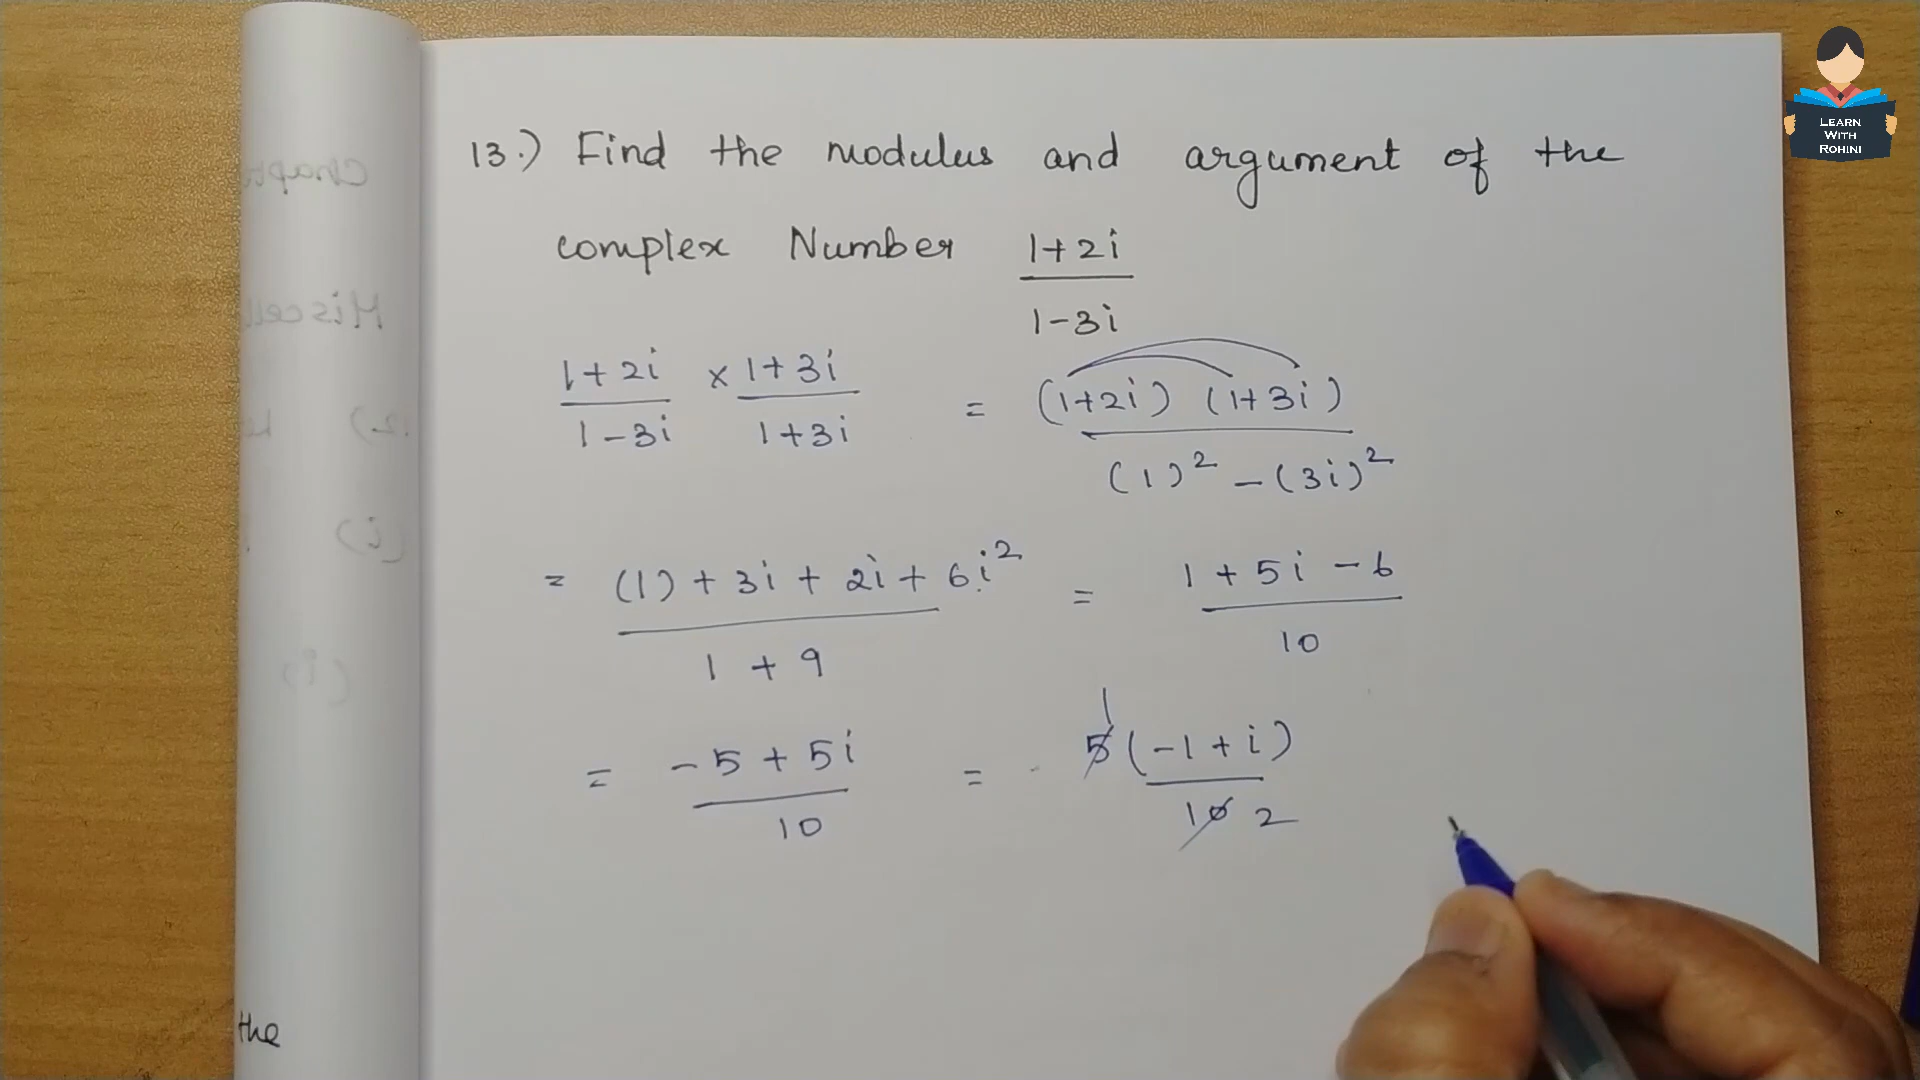 LEARN
WITH
ROHINI
13.) Find the modulus and argument of the
complex Number (1+2i)/(1-3i)
(1+2i)/(1-3i) × (1+3i)/(1+3i) = (1+2i)(1+3i)/((1)² - (3i)²)
= ((1)+3i+2i+6i²)/(1+9) = (1+5i-6)/10
= (-5+5i)/10 = 5(-1+i)/10 1 2
the